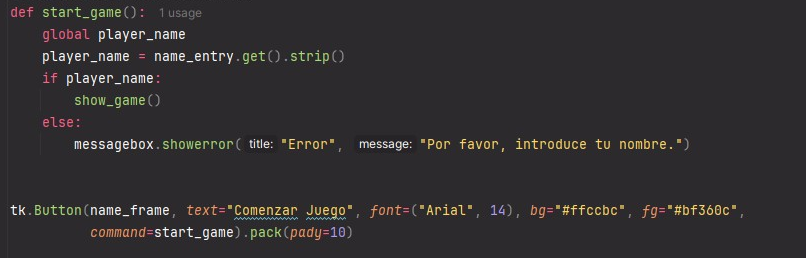 def start_game():  1 usage
    global player_name
    player_name = name_entry.get().strip()
    if player_name:
        show_game()
    else:
        messagebox.showerror( title: "Error",  message: "Por favor, introduce tu nombre.")
tk.Button(name_frame, text="Comenzar Juego", font=("Arial", 14), bg="#ffccbc", fg="#bf360c",
          command=start_game).pack(pady=10)